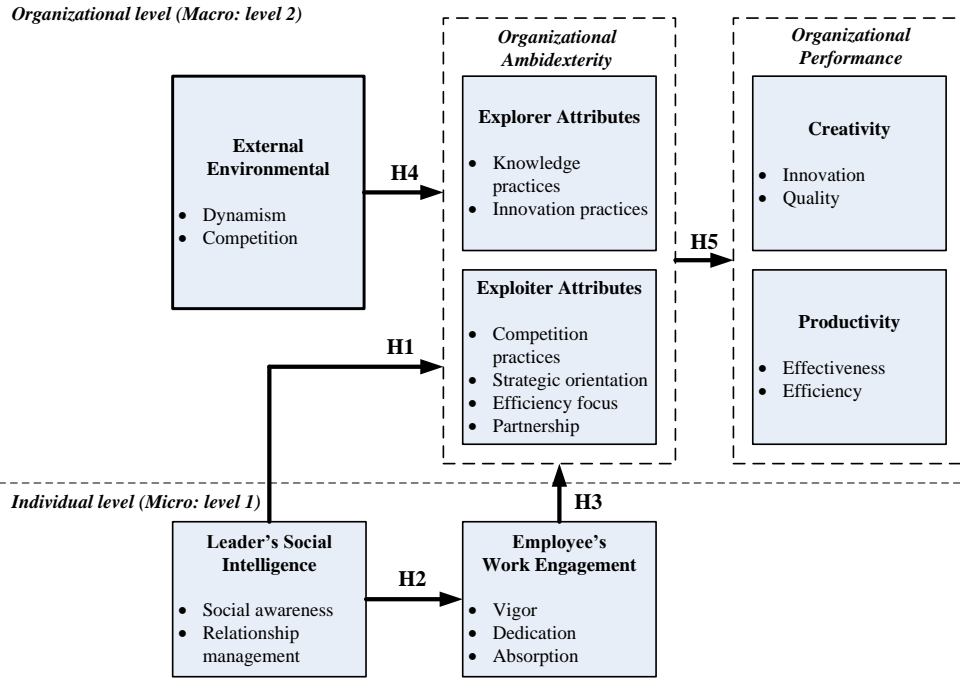 Organizational level (Macro: level 2)
Organizational
Ambidexterity
Organizational
Performance
External
Environmental
• Dynamism
• Competition
H4
Explorer Attributes
• Knowledge
practices
• Innovation practices
Creativity
• Innovation
• Quality
H5
Exploiter Attributes
• Competition
practices
• Strategic orientation
• Efficiency focus
• Partnership
Productivity
• Effectiveness
• Efficiency
H1
Individual level (Micro: level 1)
H3
Leader's Social
Intelligence
• Social awareness
• Relationship
management
H2
Employee's
Work Engagement
• Vigor
• Dedication
• Absorption